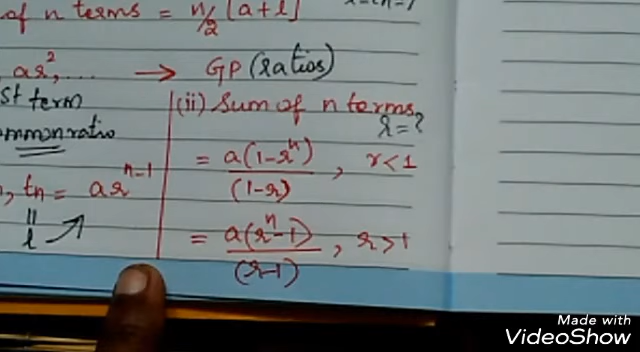 of n terms = n/2 [a+l]
ar², .... → GP (ratios)
st term
mmon ratio
, tn = ar^n-1
||
l
(ii) Sum of n terms
r = ?
= a(1-r^n)/(1-r), r<1
= a(r^n-1)/(r-1), r>1
Made with
VideoShow